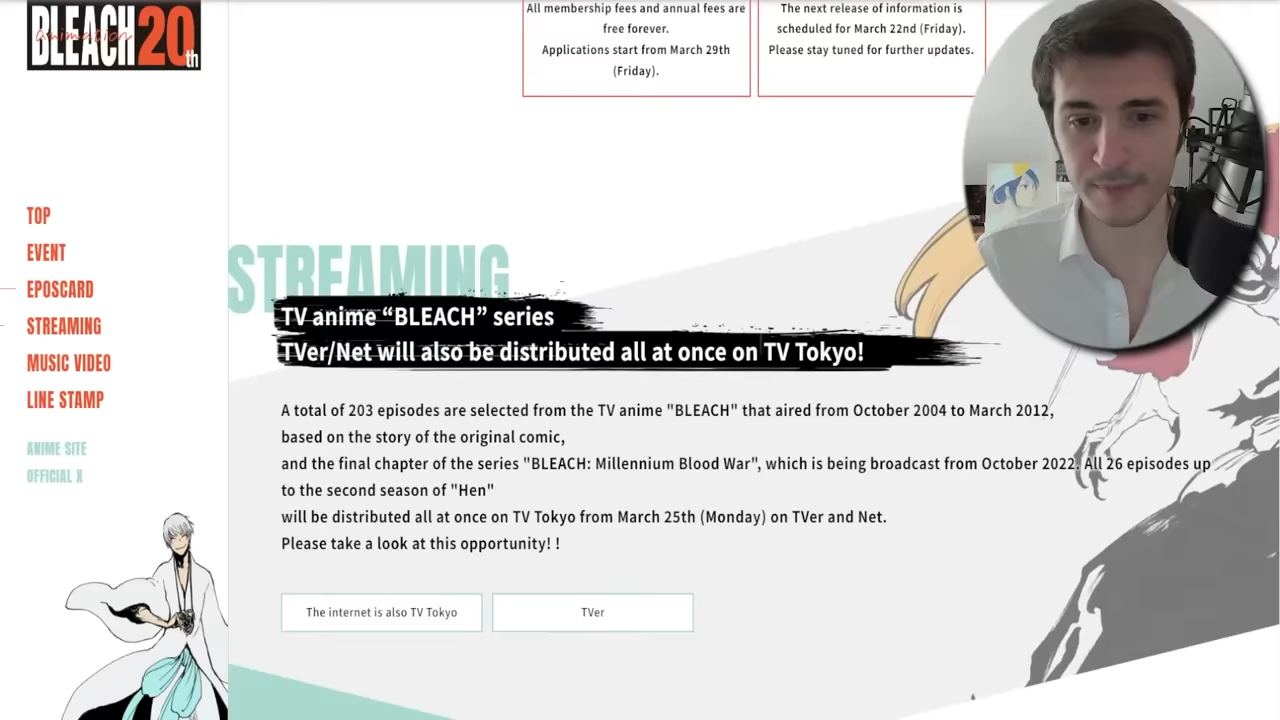 BLEACH 20th
animation
All membership fees and annual fees are
free forever.
Applications start from March 29th
(Friday).
The next release of information is
scheduled for March 22nd (Friday).
Please stay tuned for further updates.
TOP
EVENT
EPOSCARD
STREAMING
MUSIC VIDEO
LINE STAMP
ANIME SITE
OFFICIAL X
STREAMING
TV anime “BLEACH” series
TVer/Net will also be distributed all at once on TV Tokyo!
A total of 203 episodes are selected from the TV anime "BLEACH" that aired from October 2004 to March 2012,
based on the story of the original comic,
and the final chapter of the series "BLEACH: Millennium Blood War", which is being broadcast from October 2022. All 26 episodes up
to the second season of "Hen"
will be distributed all at once on TV Tokyo from March 25th (Monday) on TVer and Net.
Please take a look at this opportunity! !
The internet is also TV Tokyo
TVer